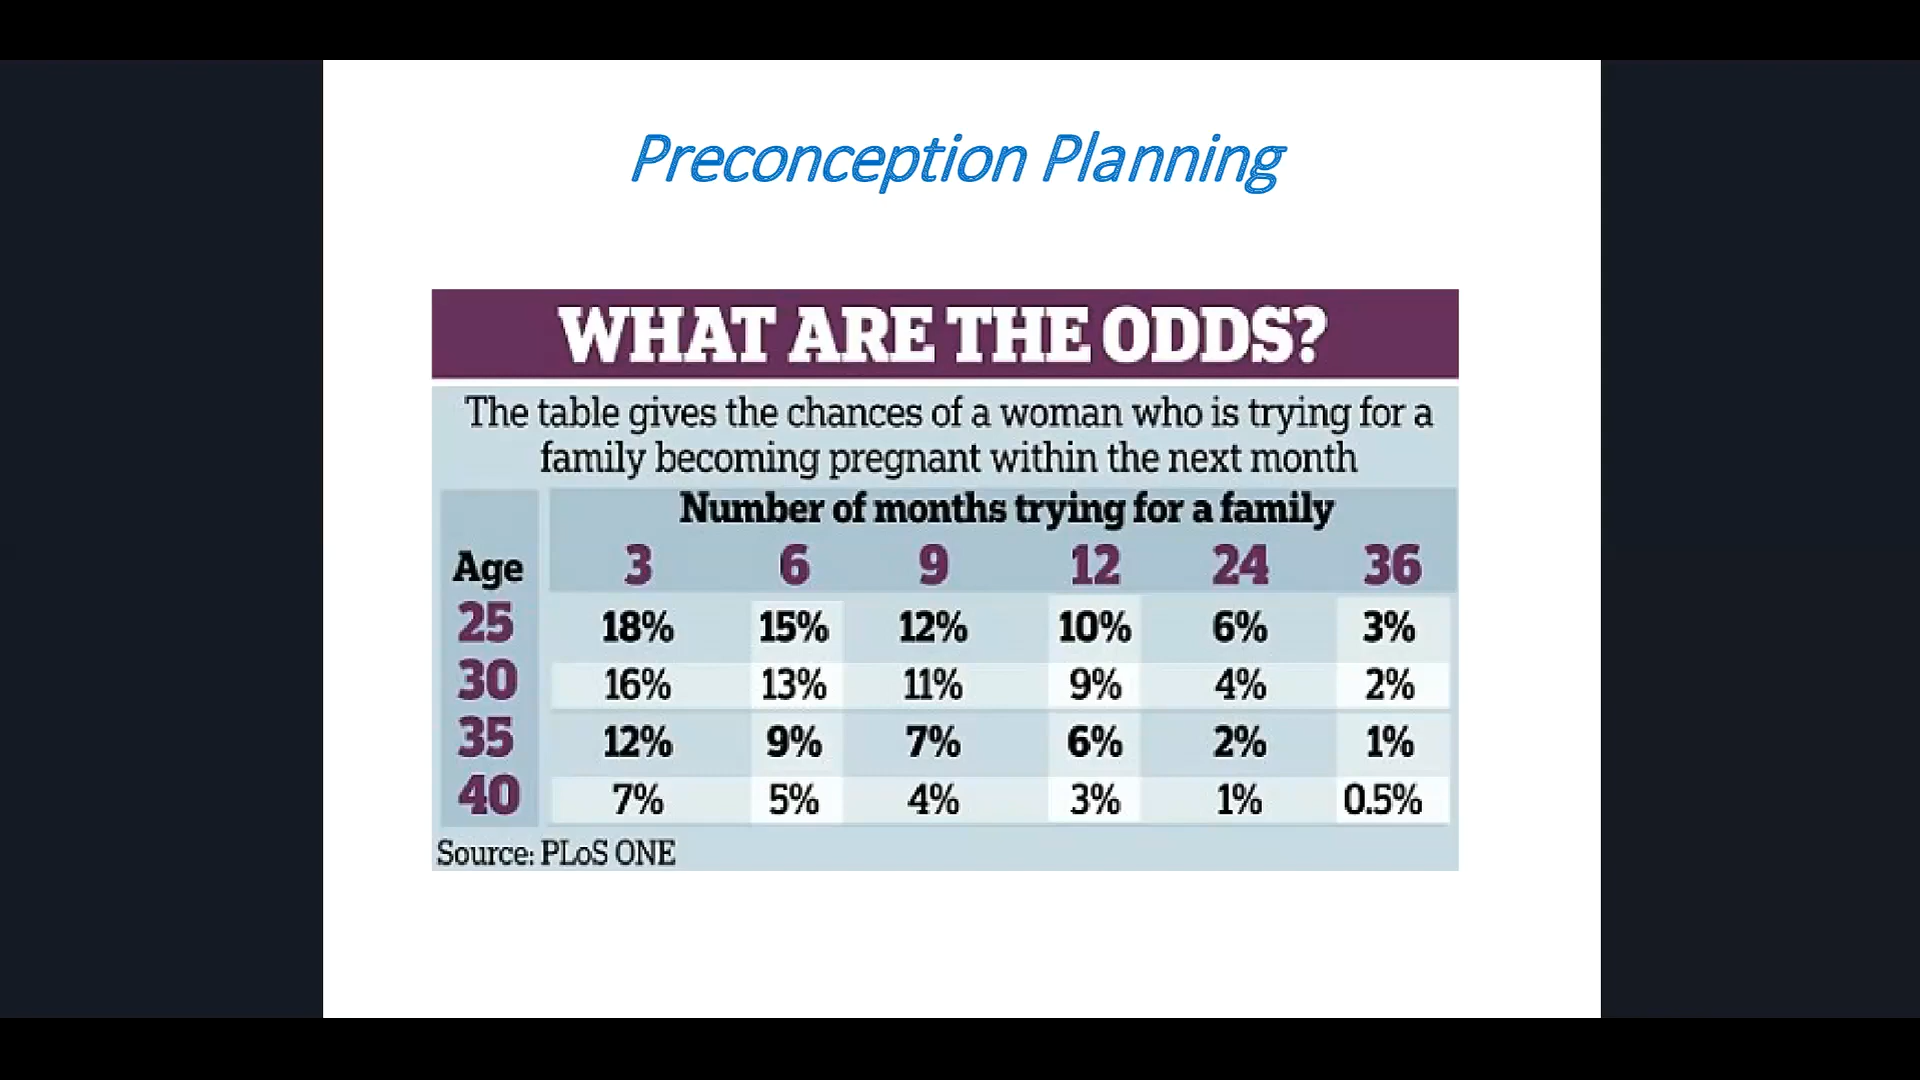 Preconception Planning
WHAT ARE THE ODDS?
The table gives the chances of a woman who is trying for a
family becoming pregnant within the next month
Number of months trying for a family
Age 3 6 9 12 24 36
25 18% 15% 12% 10% 6% 3%
30 16% 13% 11% 9% 4% 2%
35 12% 9% 7% 6% 2% 1%
40 7% 5% 4% 3% 1% 0.5%
Source: PLoS ONE